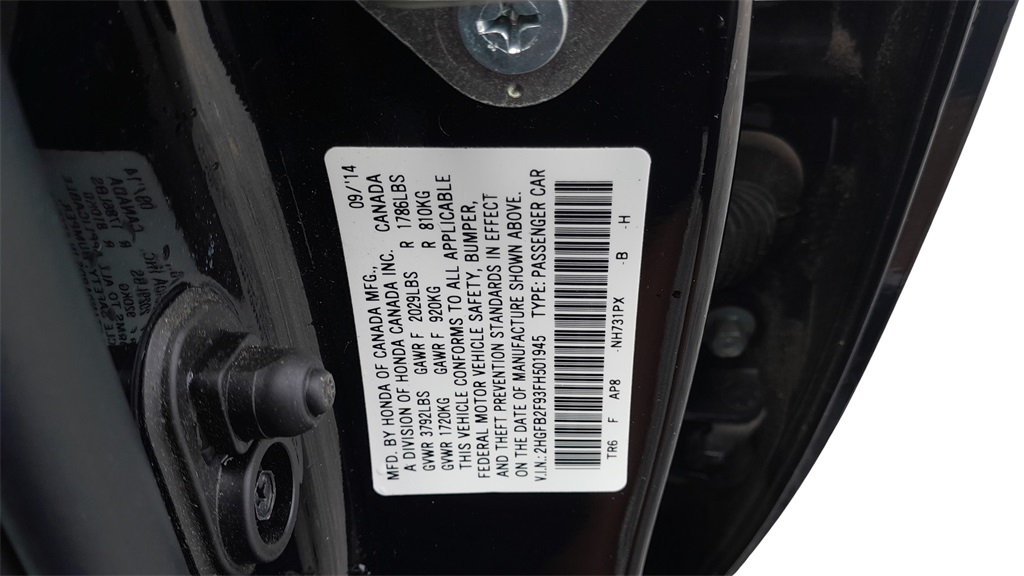 MFD. BY HONDA OF CANADA MFG., 09/'14
A DIVISION OF HONDA CANADA INC. CANADA
GVWR 3792LBS GAWR F 2029LBS R 1786LBS
GVWR 1720KG GAWR F 920KG R 810KG
THIS VEHICLE CONFORMS TO ALL APPLICABLE
FEDERAL MOTOR VEHICLE SAFETY, BUMPER,
AND THEFT PREVENTION STANDARDS IN EFFECT
ON THE DATE OF MANUFACTURE SHOWN ABOVE.
V.I.N.: 2HGFB2F93FH501945 TYPE: PASSENGER CAR
TR6 F AP8 -NH731PX -B -H